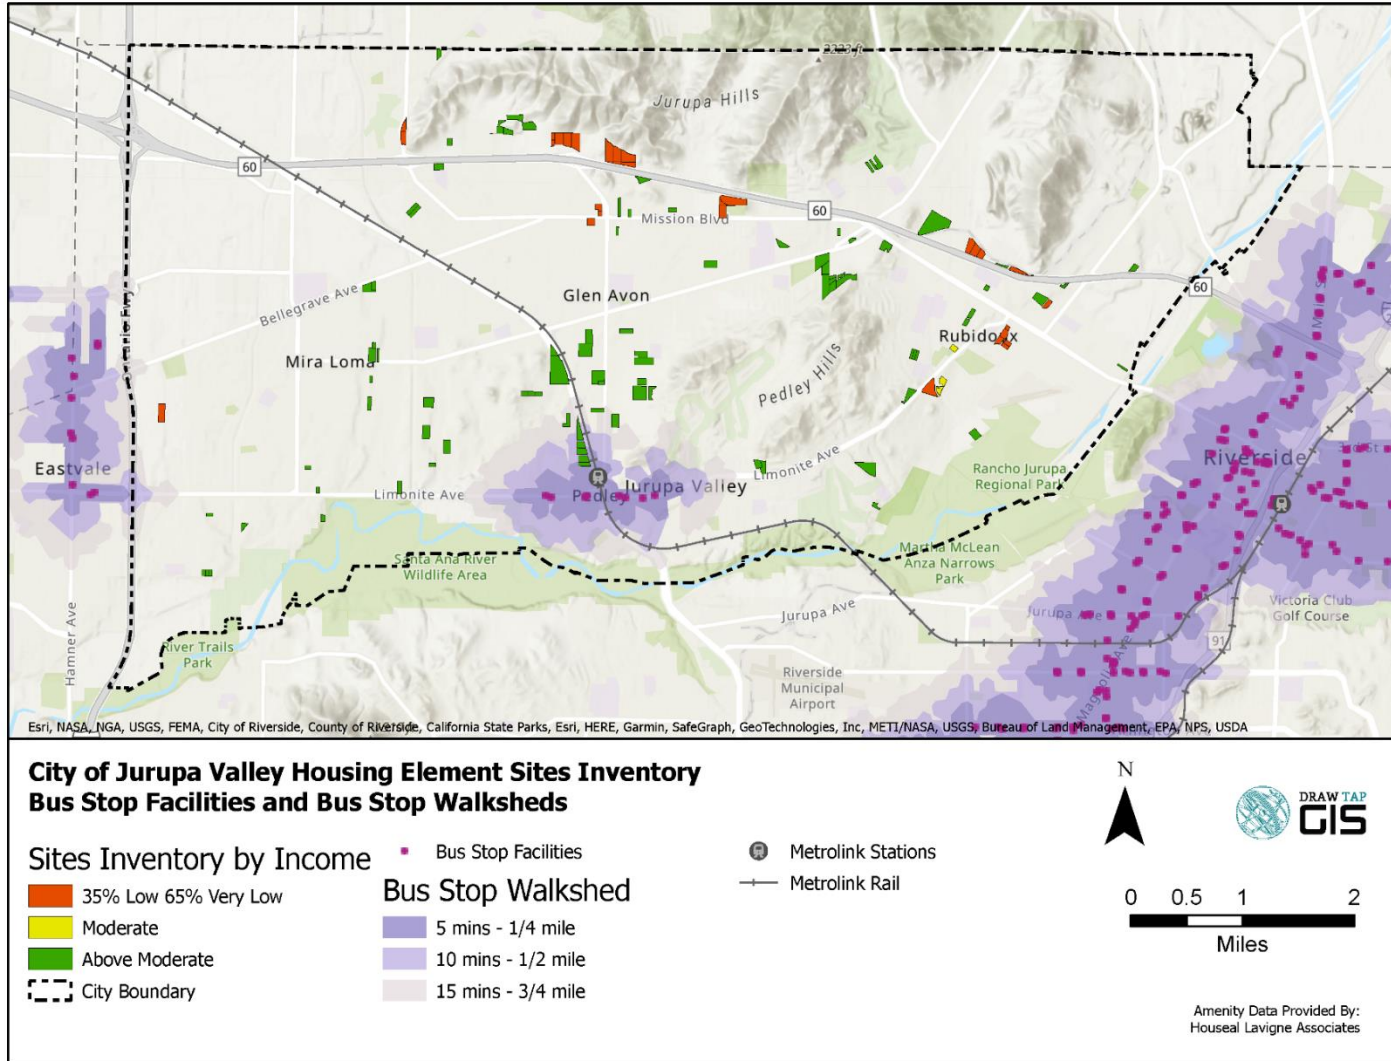 2223 ft
Jurupa Hills
60
Mission Blvd
60
60
Bellegrave Ave
Glen Avon
Mira Loma
Rubidoux
Pedley Hills
Eastvale
Limonite Ave
Pedley
Jurupa Valley
Limonite Ave
Rancho Jurupa
Regional Park
Riverside
Santa Ana River
Wildlife Area
Martha McLean
Anza Narrows
Park
Jurupa Ave
Jurupa Ave
Victoria Club
Golf Course
91
Hamner Ave
River Trails
Park
Riverside
Municipal
Airport
Magnolia Ave
Esri, NASA, NGA, USGS, FEMA, City of Riverside, County of Riverside, California State Parks, Esri, HERE, Garmin, SafeGraph, GeoTechnologies, Inc, METI/NASA, USGS, Bureau of Land Management, EPA, NPS, USDA
City of Jurupa Valley Housing Element Sites Inventory
Bus Stop Facilities and Bus Stop Walksheds
Sites Inventory by Income
35% Low 65% Very Low
Moderate
Above Moderate
City Boundary
Bus Stop Facilities
Bus Stop Walkshed
5 mins - 1/4 mile
10 mins - 1/2 mile
15 mins - 3/4 mile
Metrolink Stations
Metrolink Rail
N
DRAW TAP
GIS
0 0.5 1 2
Miles
Amenity Data Provided By:
Houseal Lavigne Associates